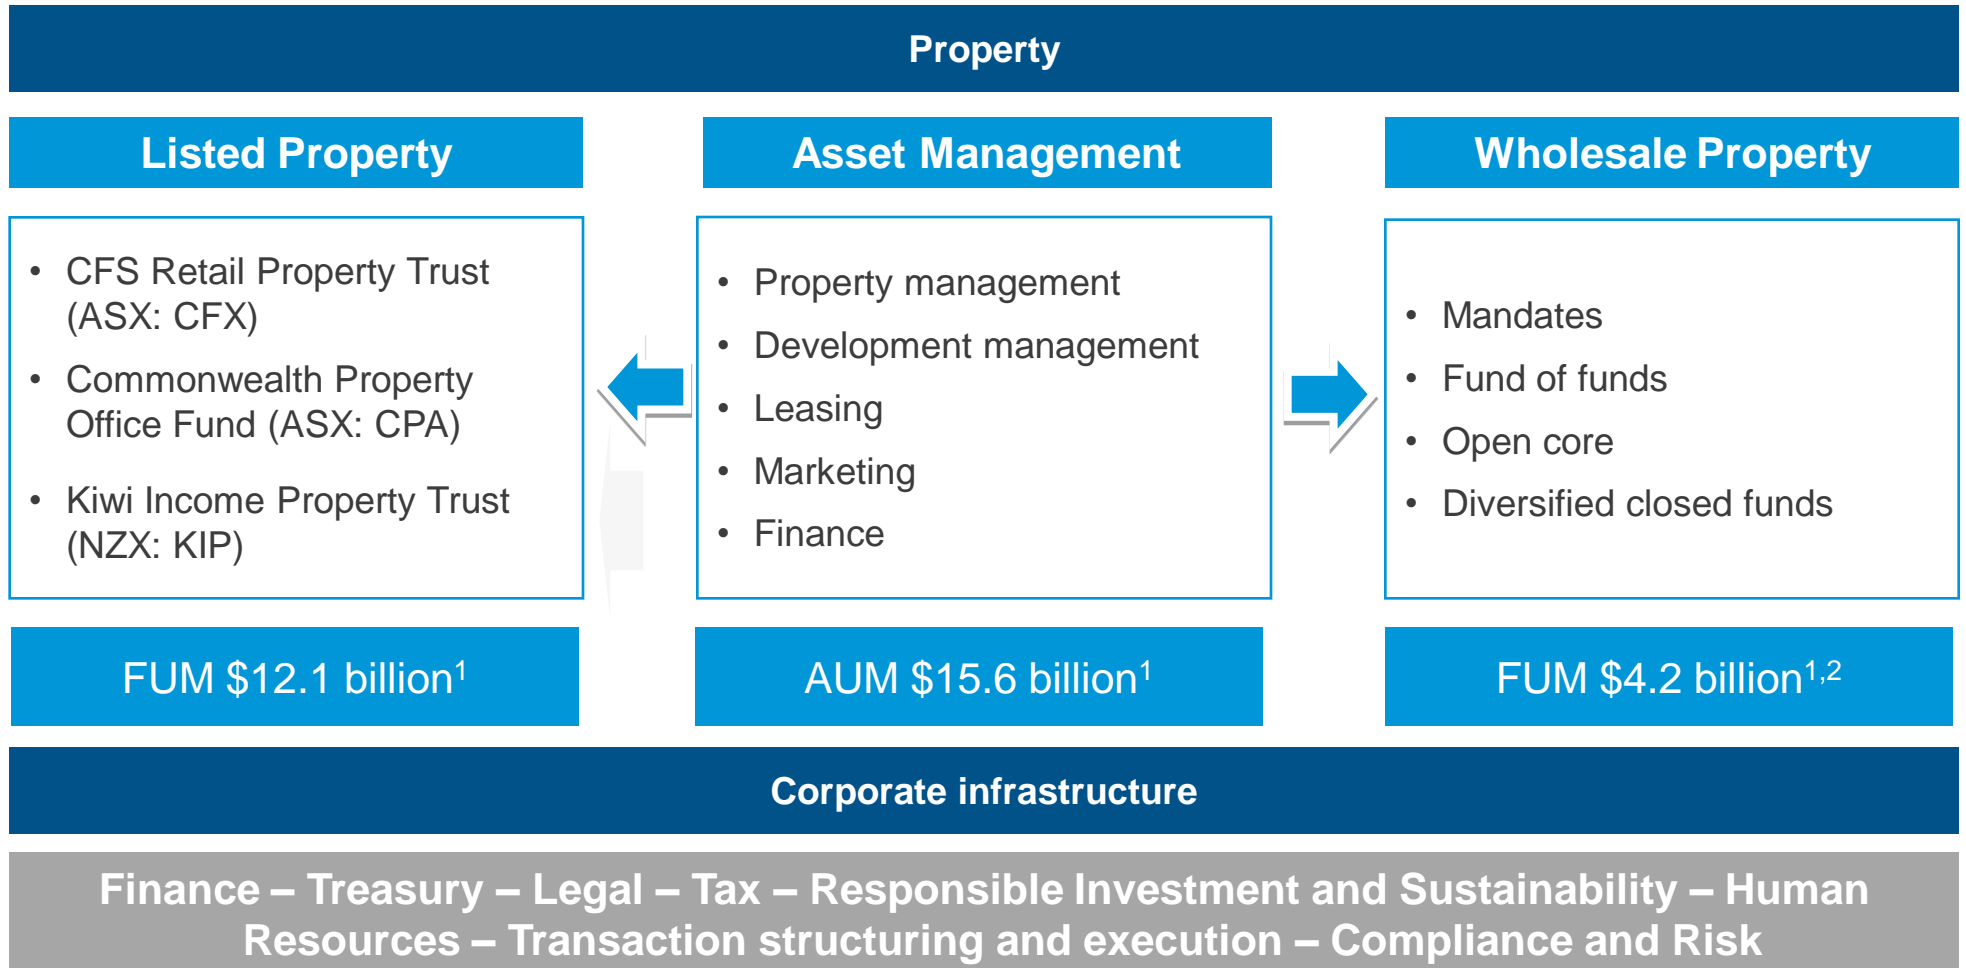 Property
Listed Property
Asset Management
Wholesale Property
• CFS Retail Property Trust
(ASX: CFX)
• Commonwealth Property
Office Fund (ASX: CPA)
• Kiwi Income Property Trust
(NZX: KIP)
• Property management
• Development management
• Leasing
• Marketing
• Finance
• Mandates
• Fund of funds
• Open core
• Diversified closed funds
FUM $12.1 billion¹
AUM $15.6 billion¹
FUM $4.2 billion¹,²
Corporate infrastructure
Finance – Treasury – Legal – Tax – Responsible Investment and Sustainability – Human
Resources – Transaction structuring and execution – Compliance and Risk